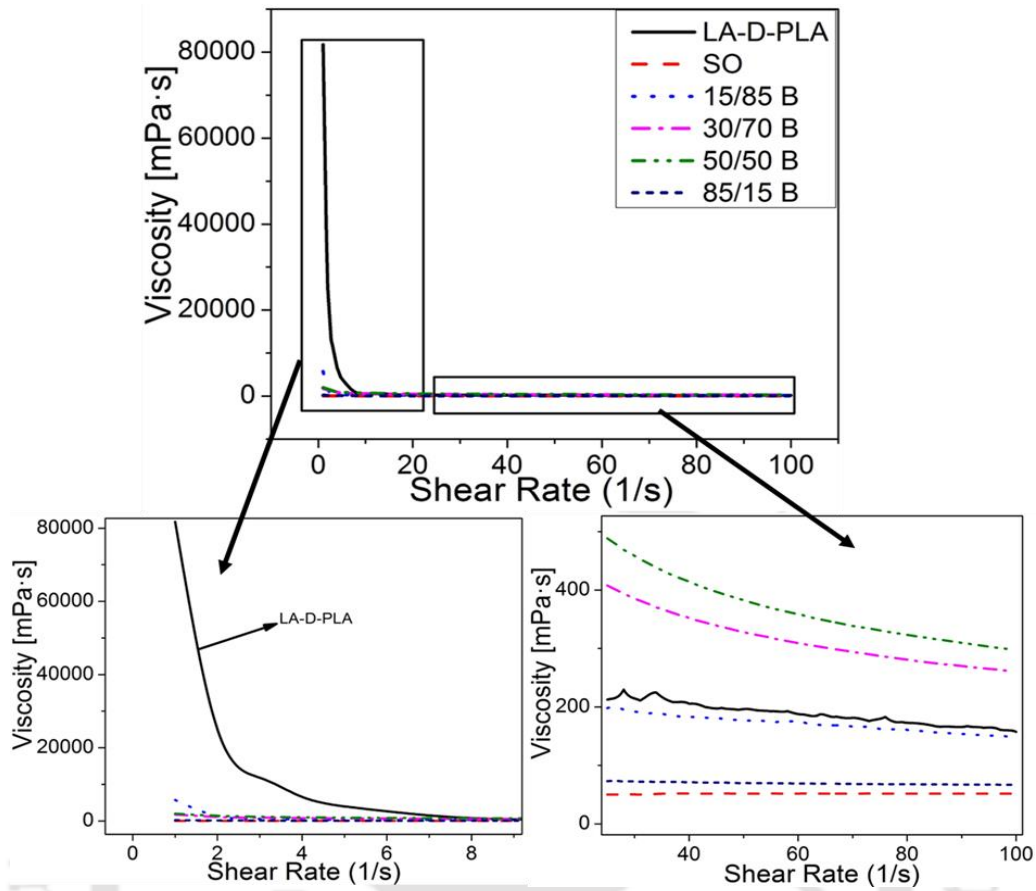 LA-D-PLA
SO
15/85 B
30/70 B
50/50 B
85/15 B
Viscosity [mPa·s]
80000
60000
40000
20000
0
0 20 40 60 80 100
Shear Rate (1/s)
Viscosity [mPa·s]
80000
60000
40000
20000
0
LA-D-PLA
0 2 4 6 8
Shear Rate (1/s)
Viscosity [mPa·s]
400
200
0
40 60 80 100
Shear Rate (1/s)